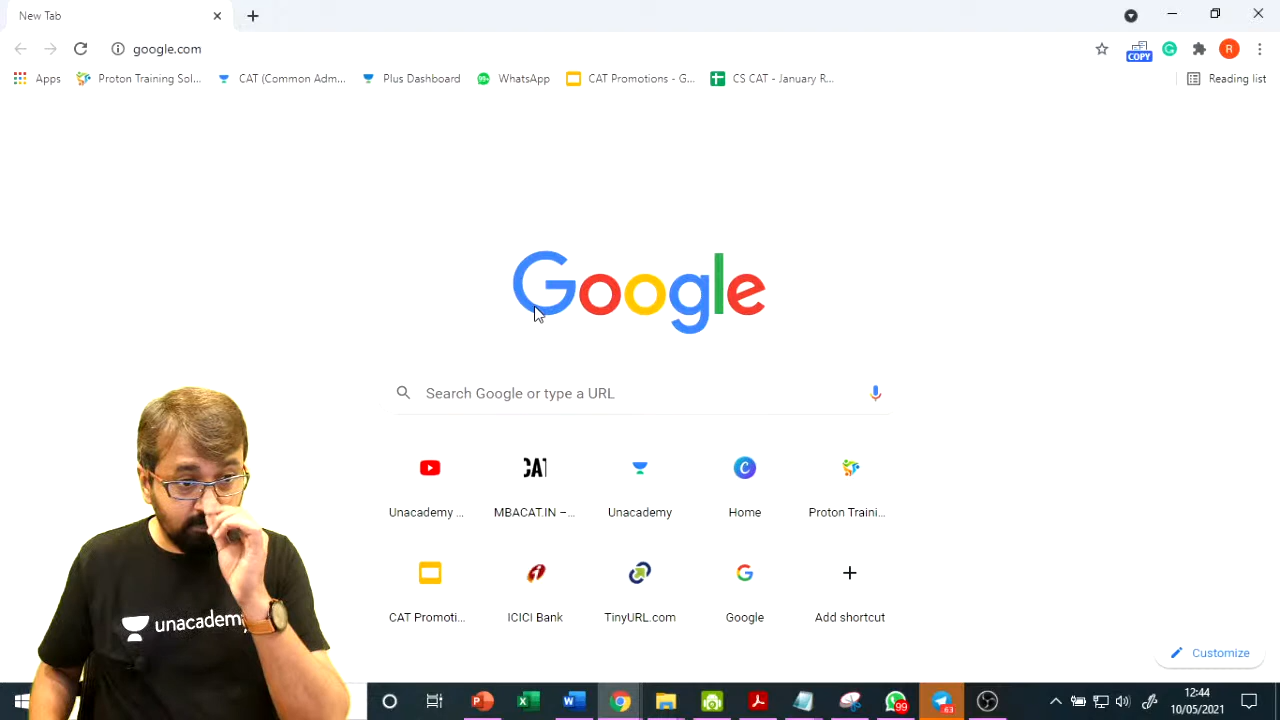 New Tab
google.com
COPY
R
Apps
Proton Training Sol...
CAT (Common Adm...
Plus Dashboard
99+
WhatsApp
CAT Promotions - G...
CS CAT - January R...
Reading list
Google
Search Google or type a URL
CAT
C
Unacademy ...
MBACAT.IN –...
Unacademy
Home
Proton Traini...
G
CAT Promoti...
ICICI Bank
TinyURL.com
Google
Add shortcut
unacademy
Customize
99
63
12:44
10/05/2021